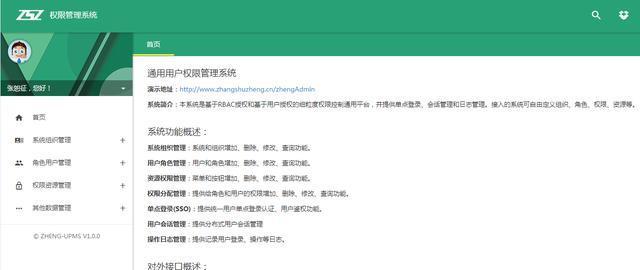 ZSZ 权限管理系统
首页
张恕征，您好！
首页
系统组织管理 +
角色用户管理 +
权限资源管理 +
其他数据管理 +
© ZHENG-UPMS V1.0.0
通用用户权限管理系统
演示地址：http://www.zhangshuzheng.cn/zhengAdmin
系统简介：本系统是基于RBAC授权和基于用户授权的细粒度权限控制通用平台，并提供单点登录、会话管理和日志管理。接入的系统可自由定义组织、角色、权限、资源等。
系统功能概述：
系统组织管理：系统和组织增加、删除、修改、查询功能。
用户角色管理：用户和角色增加、删除、修改、查询功能。
资源权限管理：菜单和按钮增加、删除、修改、查询功能。
权限分配管理：提供给角色和用户的权限增加、删除、修改、查询功能。
单点登录(SSO)：提供统一用户单点登录认证、用户鉴权功能。
用户会话管理：提供分布式用户会话管理
操作日志管理：提供记录用户登录、操作等日志。
对外接口概述：